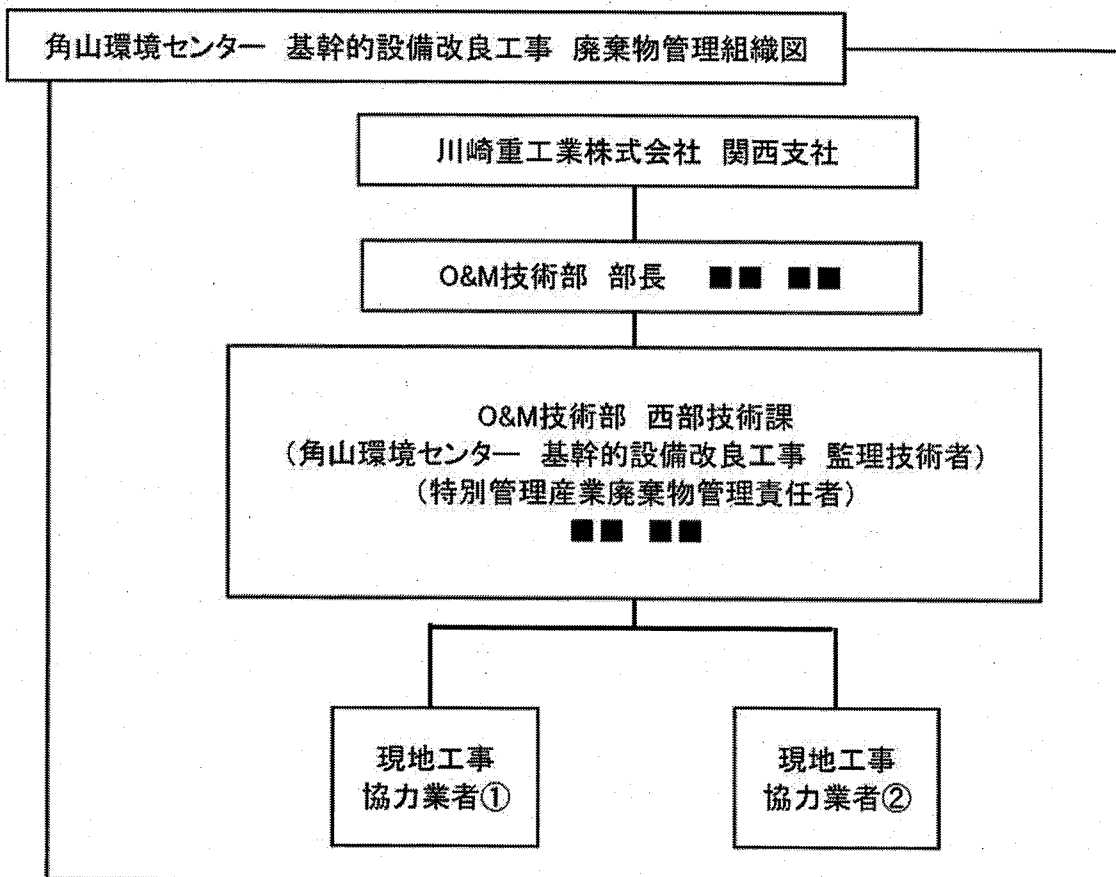 角山環境センター 基幹的設備改良工事 廃棄物管理組織図
川崎重工業株式会社 関西支社
O&M技術部 部長 ■■ ■■
O&M技術部 西部技術課
(角山環境センター 基幹的設備改良工事 監理技術者)
(特別管理産業廃棄物管理責任者)
■■ ■■
現地工事
協力業者①
現地工事
協力業者②